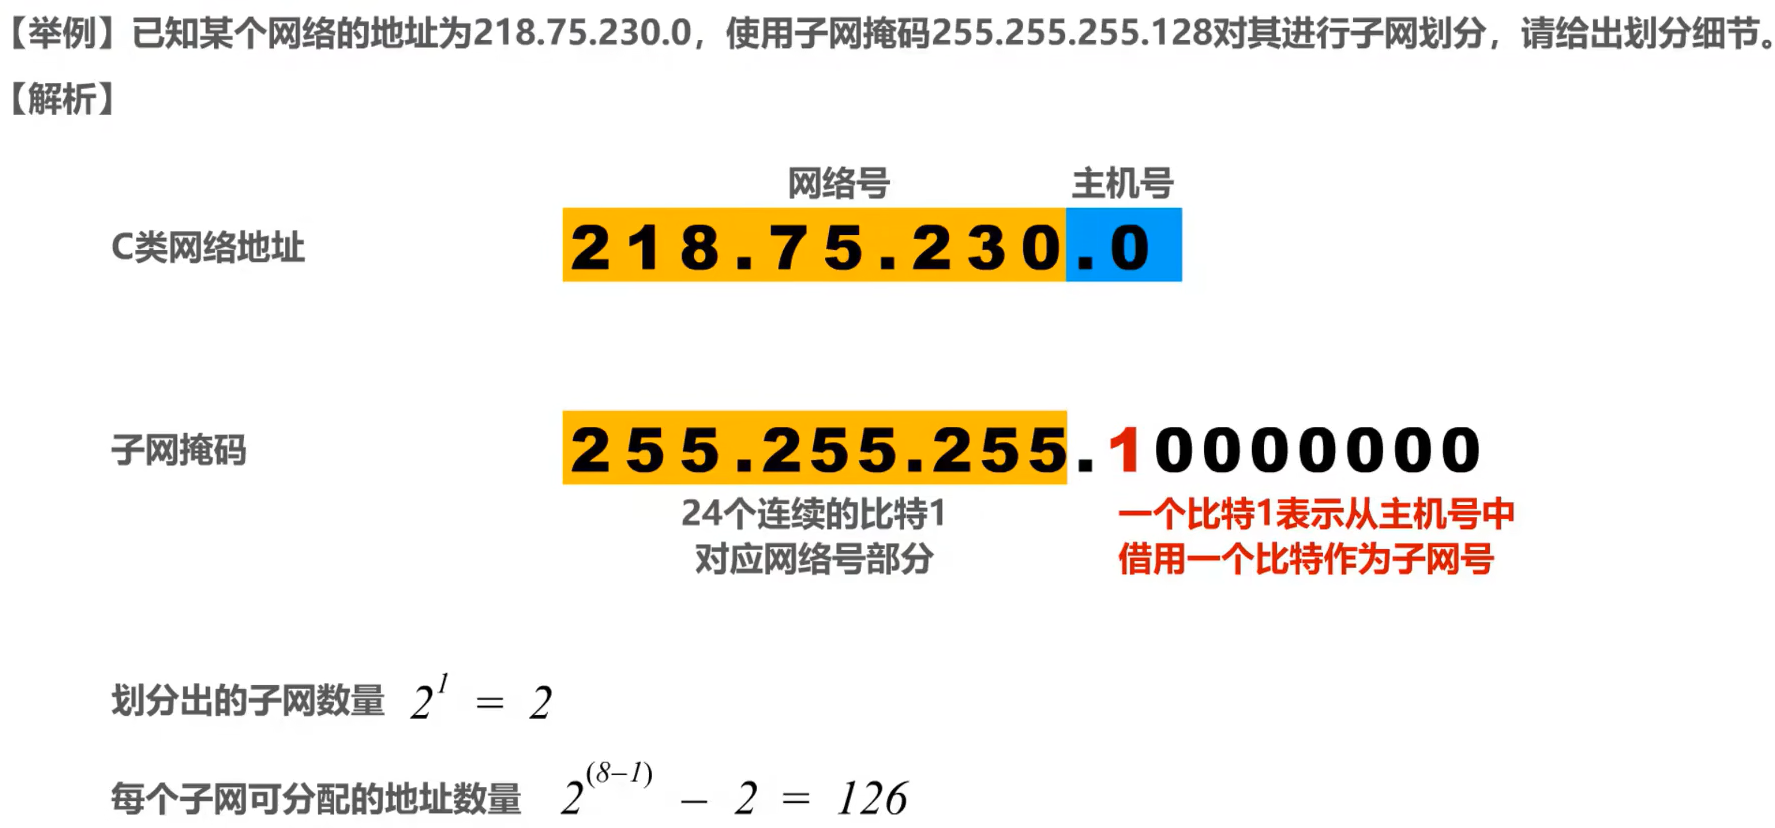 【举例】已知某个网络的地址为218.75.230.0，使用子网掩码255.255.255.128对其进行子网划分，请给出划分细节。
【解析】
网络号 主机号
C类网络地址 218.75.230.0
子网掩码 255.255.255.10000000
24个连续的比特1 一个比特1表示从主机号中
对应网络号部分 借用一个比特作为子网号
划分出的子网数量 2^1 = 2
每个子网可分配的地址数量 2^(8−1) − 2 = 126